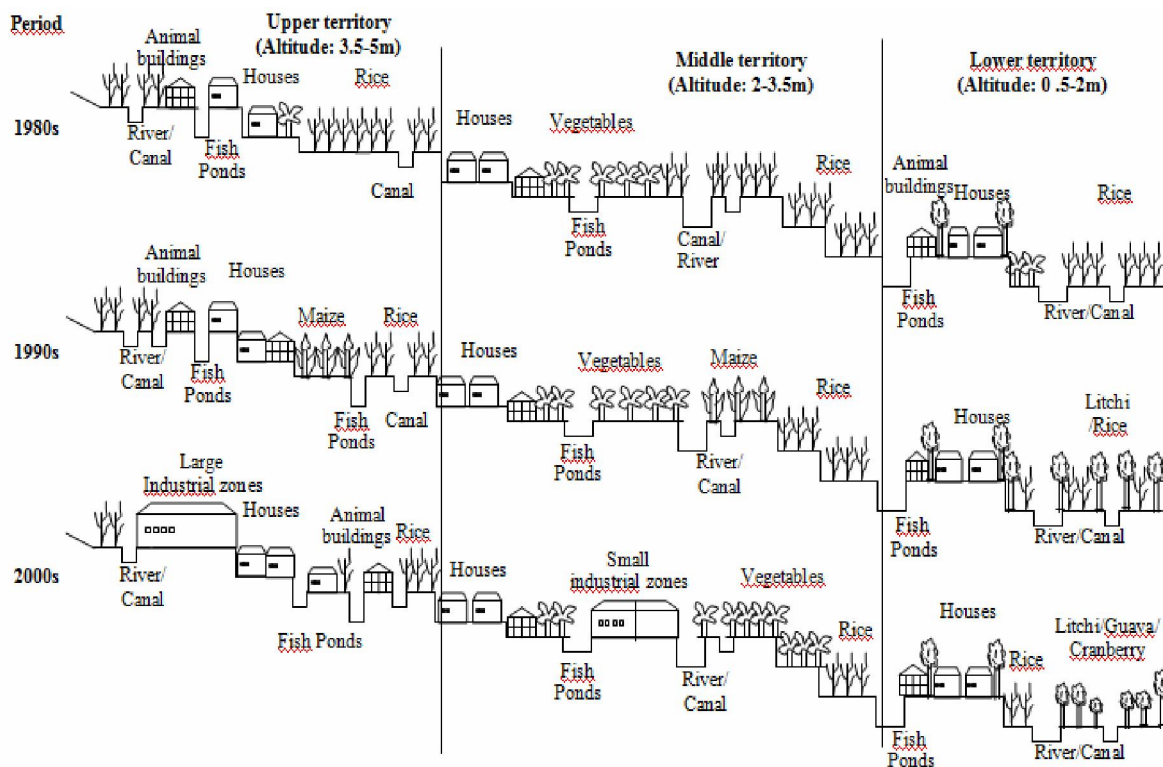 Period
Upper territory
(Altitude: 3.5-5m)
Middle territory
(Altitude: 2-3.5m)
Lower territory
(Altitude: 0 .5-2m)
1980s
Animal
buildings
Houses
Rice
River/
Canal
Fish
Ponds
Canal
Houses
Vegetables
Rice
Fish
Ponds
Canal/
River
Animal
buildings
Houses
Rice
Fish
Ponds
River/Canal
1990s
Animal
buildings
Houses
Maize
Rice
River/
Canal
Fish
Ponds
Fish
Ponds
Canal
Houses
Vegetables
Maize
Rice
Fish
Ponds
River/
Canal
Houses
Litchi
/Rice
Fish
Ponds
River/Canal
2000s
Large
Industrial zones
Houses
Animal
buildings
Rice
River/
Canal
Fish Ponds
Houses
Small
industrial zones
Vegetables
Rice
Fish
Ponds
River/
Canal
Houses
Rice
Litchi/Guava/
Cranberry
Fish
Ponds
River/Canal